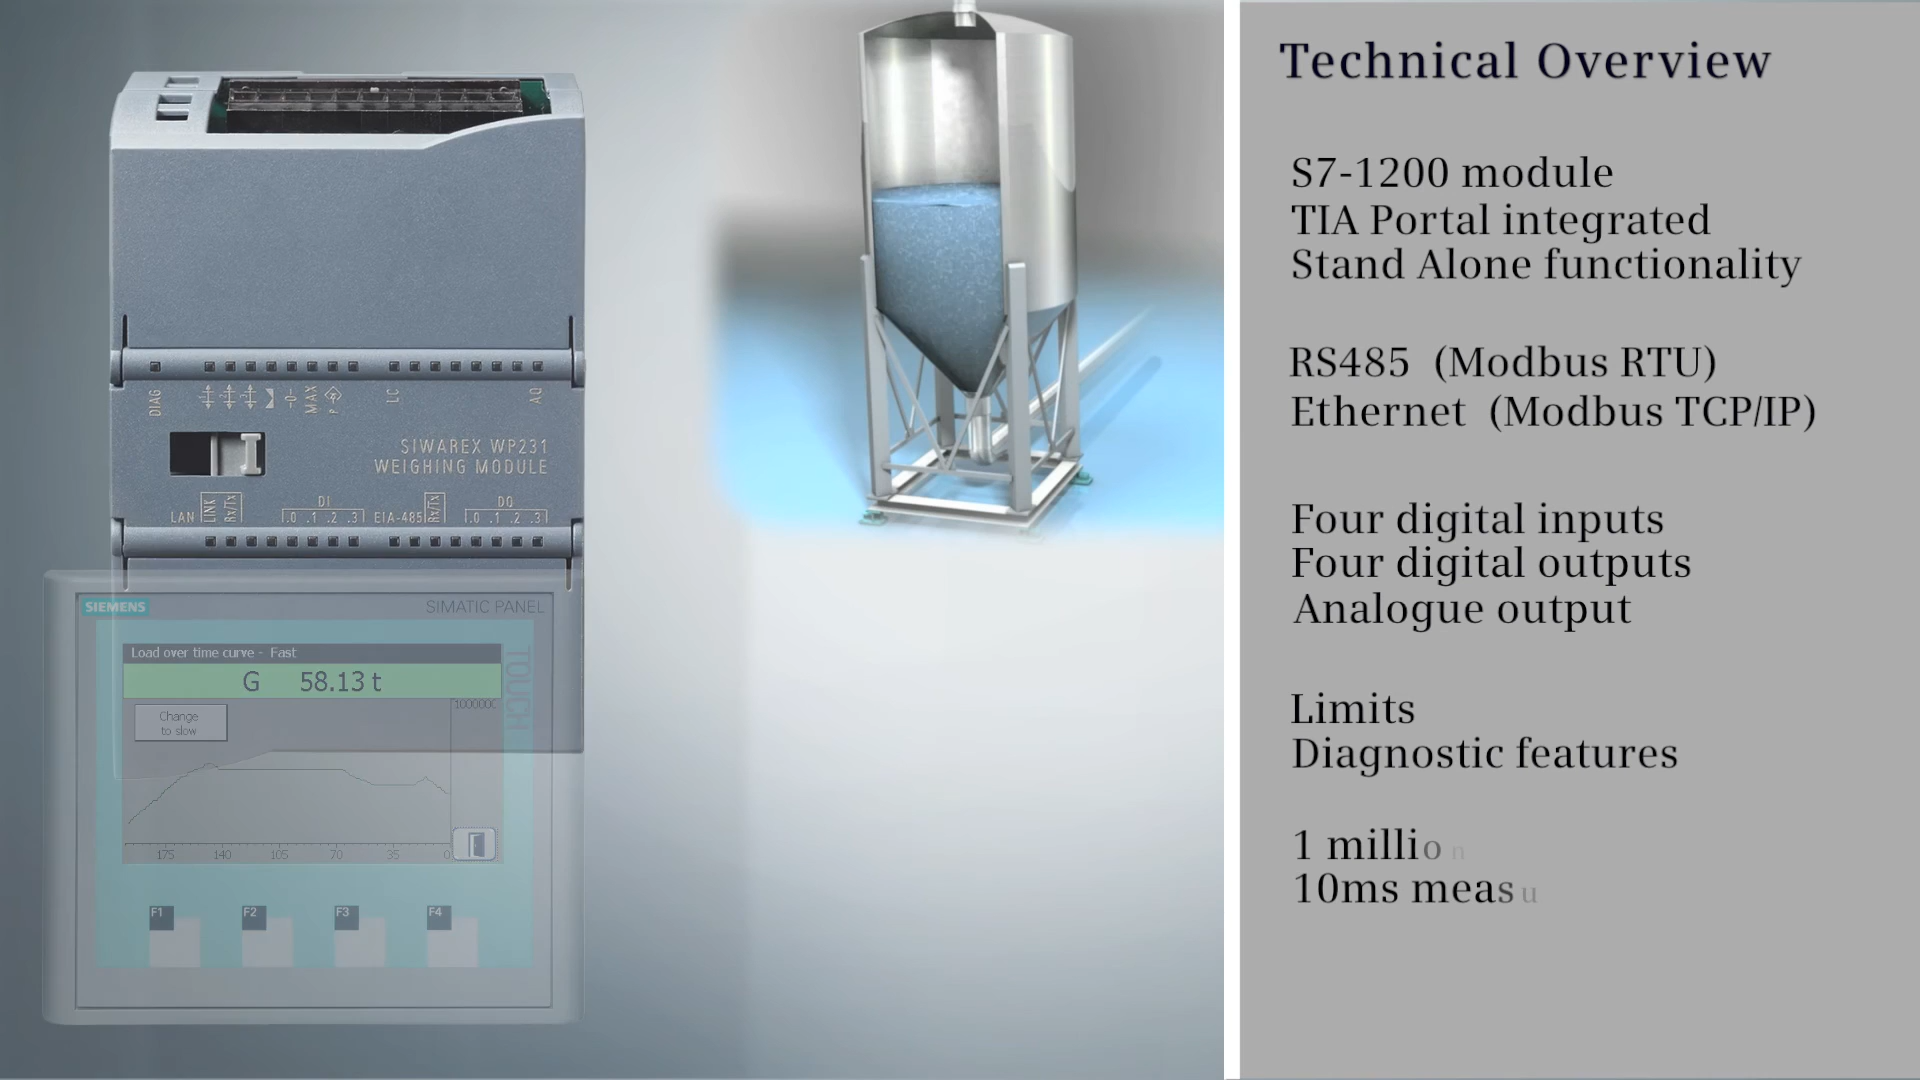 DIAG
MAX
LC
AQ
SIWAREX WP231
WEIGHING MODULE
LAN LINK Rx/Tx DI .0 .1 .2 .3 EIA-485 Rx/Tx DQ .0 .1 .2 .3
SIEMENS
SIMATIC PANEL
TOUCH
Load over time curve - Fast
G 58.13 t
Change
to slow
175 140 105 70 35 0
F1 F2 F3 F4
Technical Overview
S7-1200 module
TIA Portal integrated
Stand Alone functionality
RS485 (Modbus RTU)
Ethernet (Modbus TCP/IP)
Four digital inputs
Four digital outputs
Analogue output
Limits
Diagnostic features
1 million
10ms measu